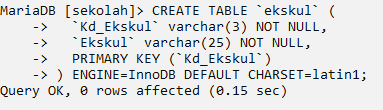 MariaDB [sekolah]> CREATE TABLE `ekskul` (
    ->   `Kd_Ekskul` varchar(3) NOT NULL,
    ->   `Ekskul` varchar(25) NOT NULL,
    ->   PRIMARY KEY (`Kd_Ekskul`)
    -> ) ENGINE=InnoDB DEFAULT CHARSET=latin1;
Query OK, 0 rows affected (0.15 sec)